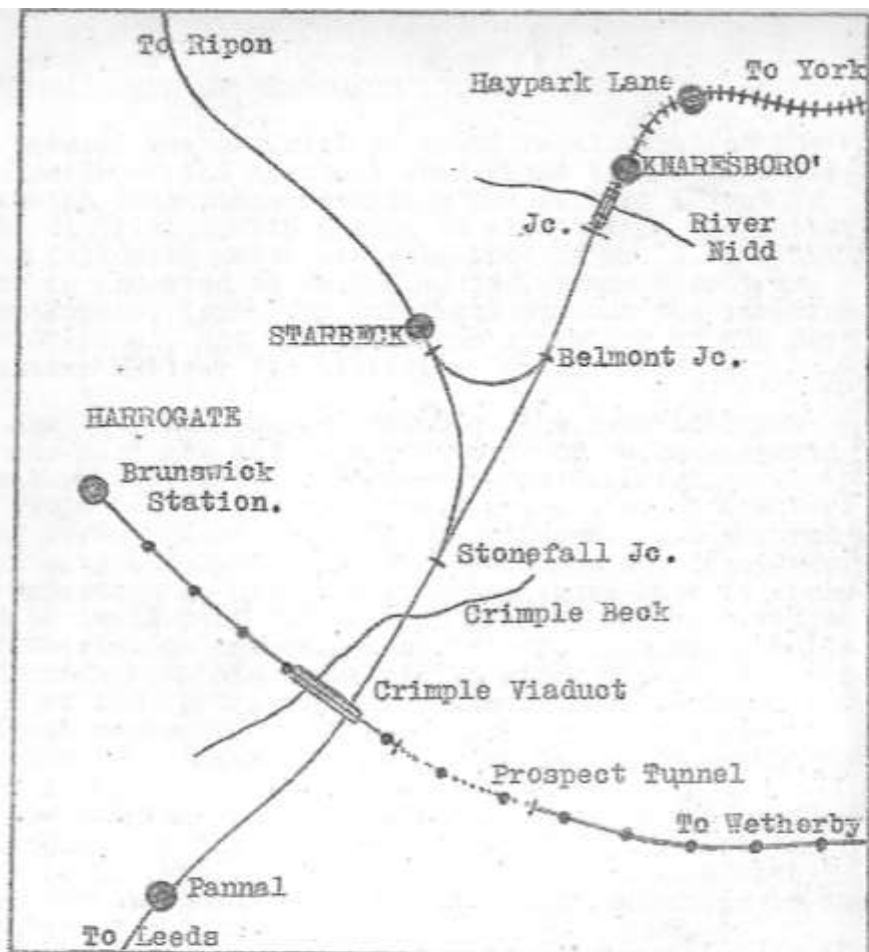 To Ripon
Haypark Lane
To York
KNARESBORO'
Jc.
River
Nidd
STARBECK
Belmont Jc.
HARROGATE
Brunswick
Station.
Stonefall Jc.
Crimple Beck
Crimple Viaduct
Prospect Tunnel
To Wetherby
Pannal
To Leeds